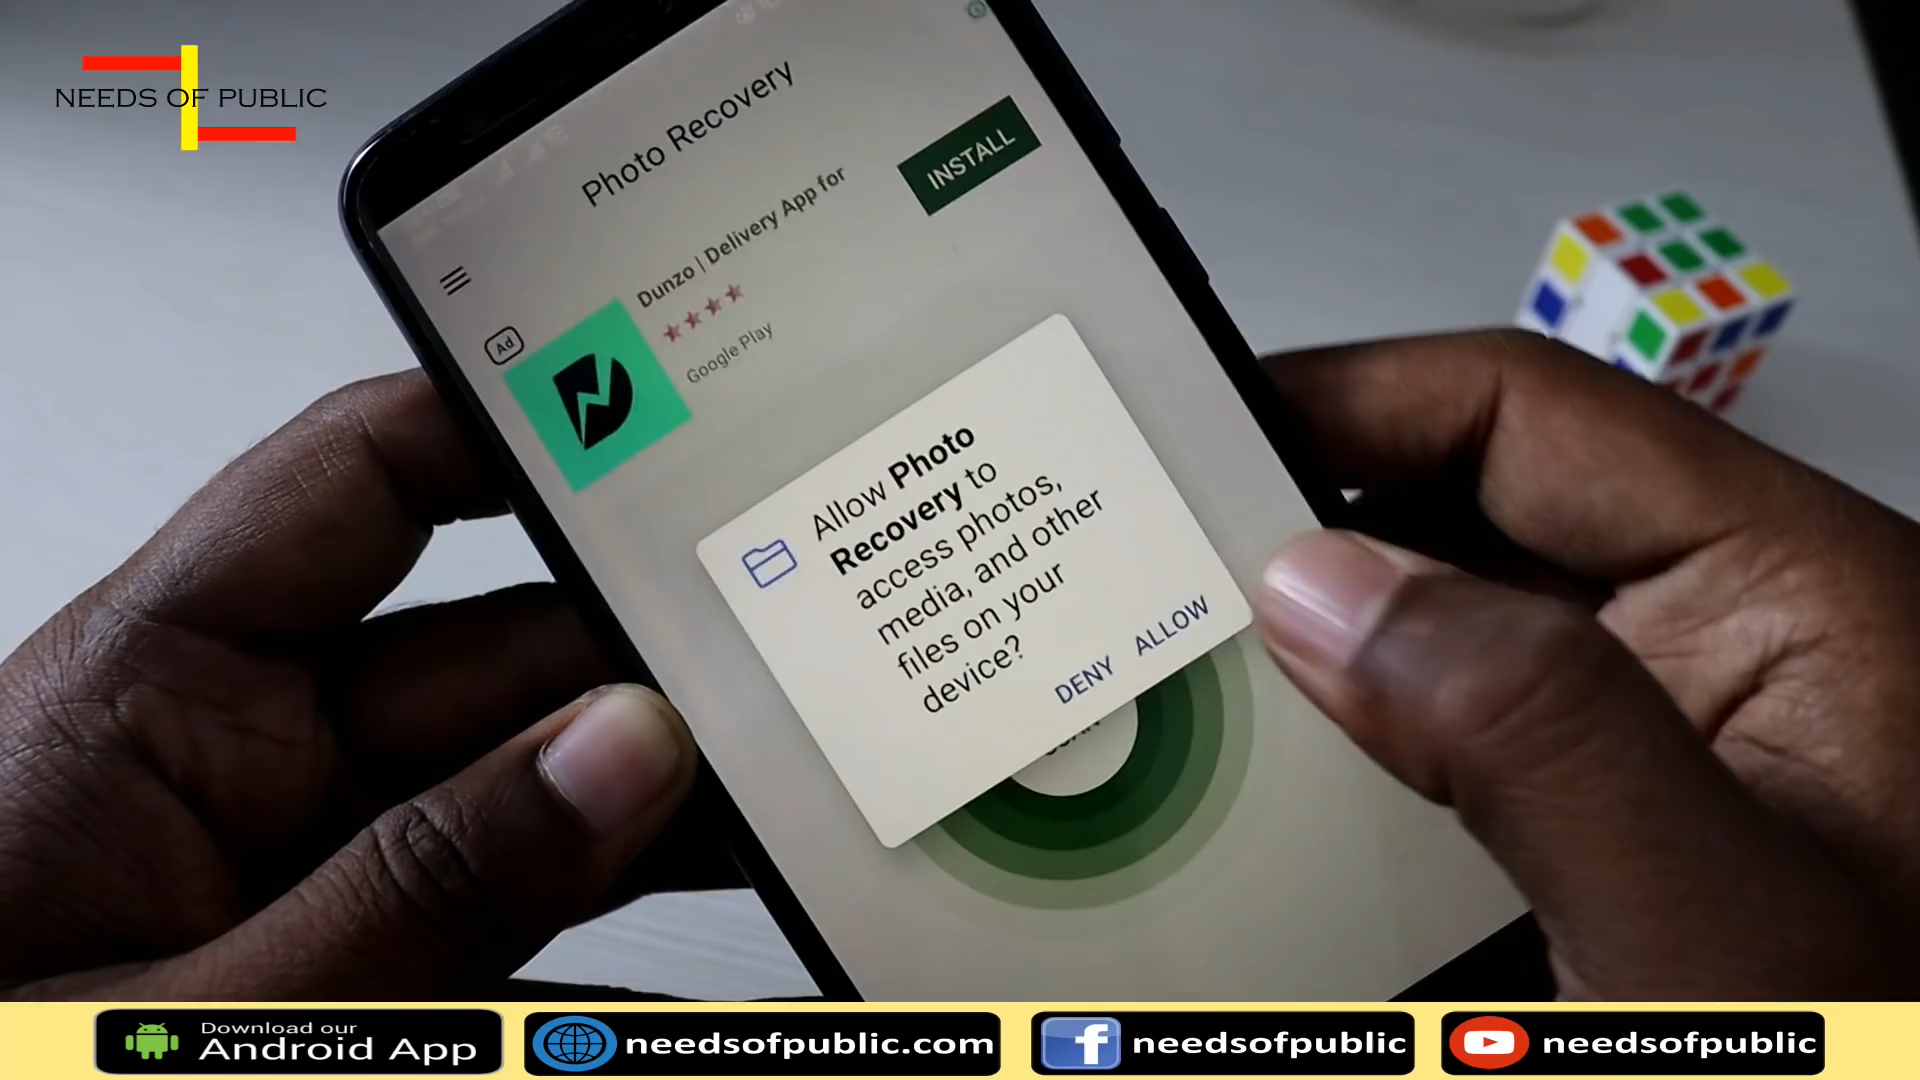 NEEDS OF PUBLIC
Photo Recovery
INSTALL
Dunzo | Delivery App for
Ad
Google Play
Allow Photo
Recovery to
access photos,
media, and other
files on your
device?
DENY ALLOW
Download our
Android App
needsofpublic.com
needsofpublic
needsofpublic